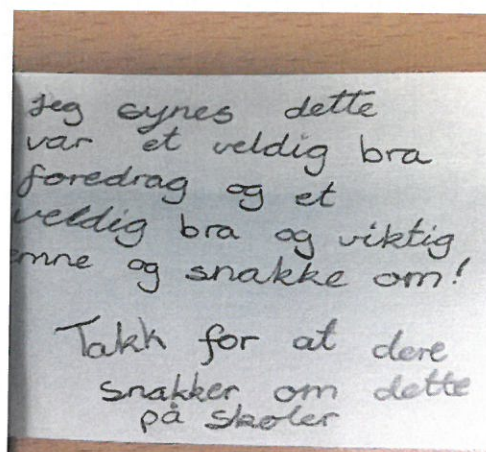 Jeg synes dette
var et veldig bra
foredrag og et
veldig bra og viktig
emne og snakke om!
Takk for at dere
snakker om dette
på skoler